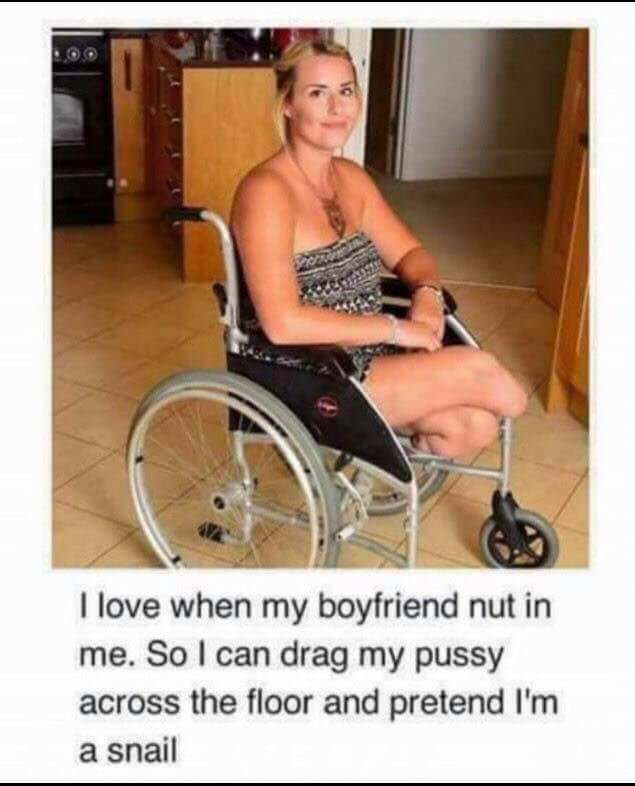 I love when my boyfriend nut in
me. So I can drag my pussy
across the floor and pretend I'm
a snail